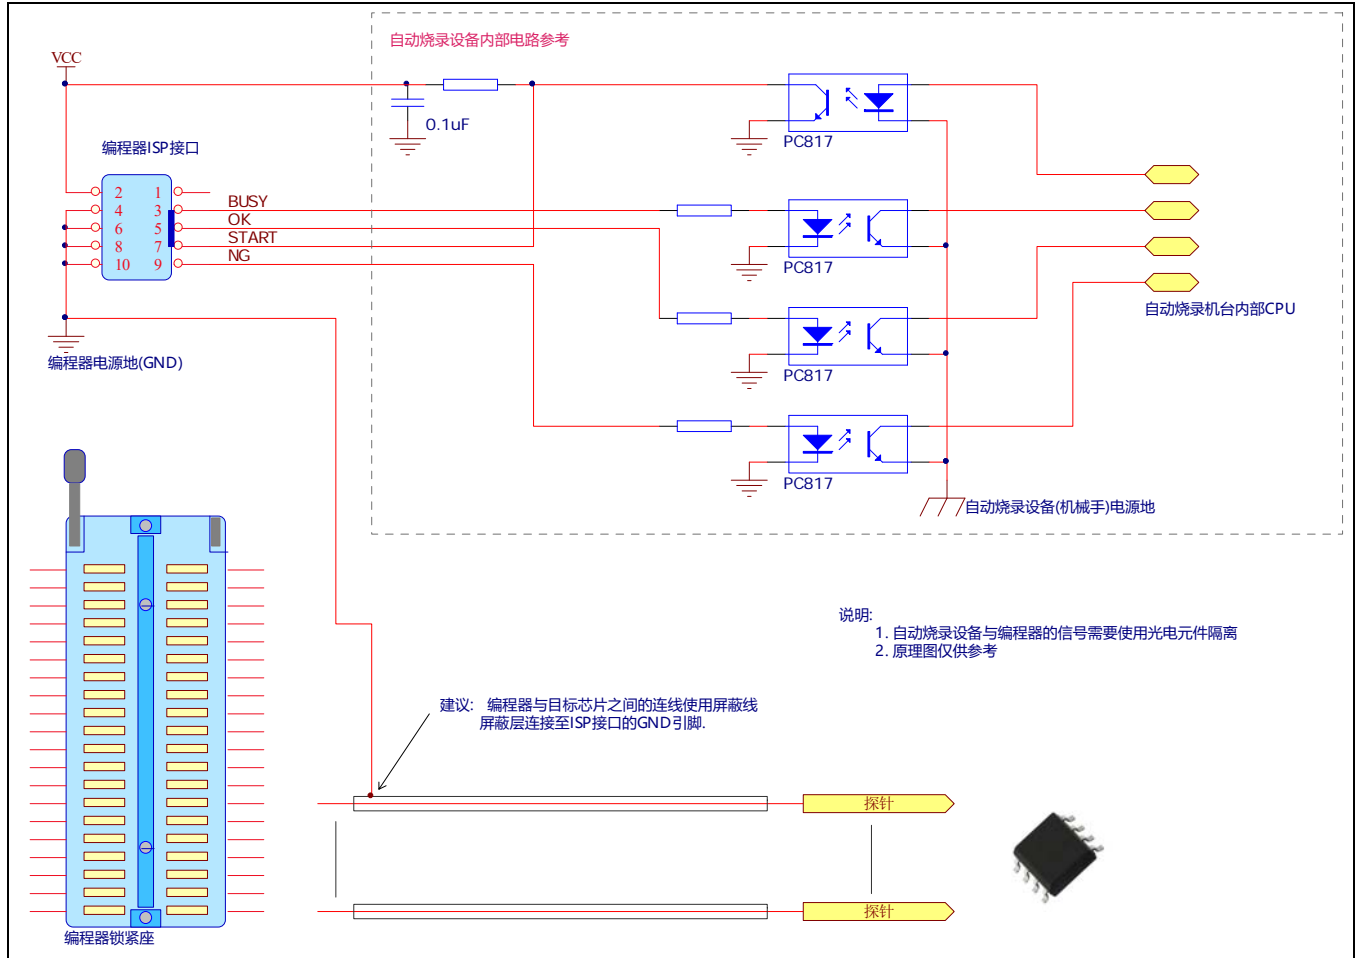 自动烧录设备内部电路参考
VCC
0.1uF
PC817
编程器ISP接口
2 1
4 3
6 5
8 7
10 9
BUSY
OK
START
NG
PC817
自动烧录机台内部CPU
编程器电源地(GND)
PC817
PC817
自动烧录设备(机械手)电源地
说明:
1. 自动烧录设备与编程器的信号需要使用光电元件隔离
2. 原理图仅供参考
建议: 编程器与目标芯片之间的连线使用屏蔽线
屏蔽层连接至ISP接口的GND引脚.
探针
探针
编程器锁紧座